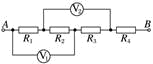 V₂
A B
R₁ R₂ R₃ R₄
V₁